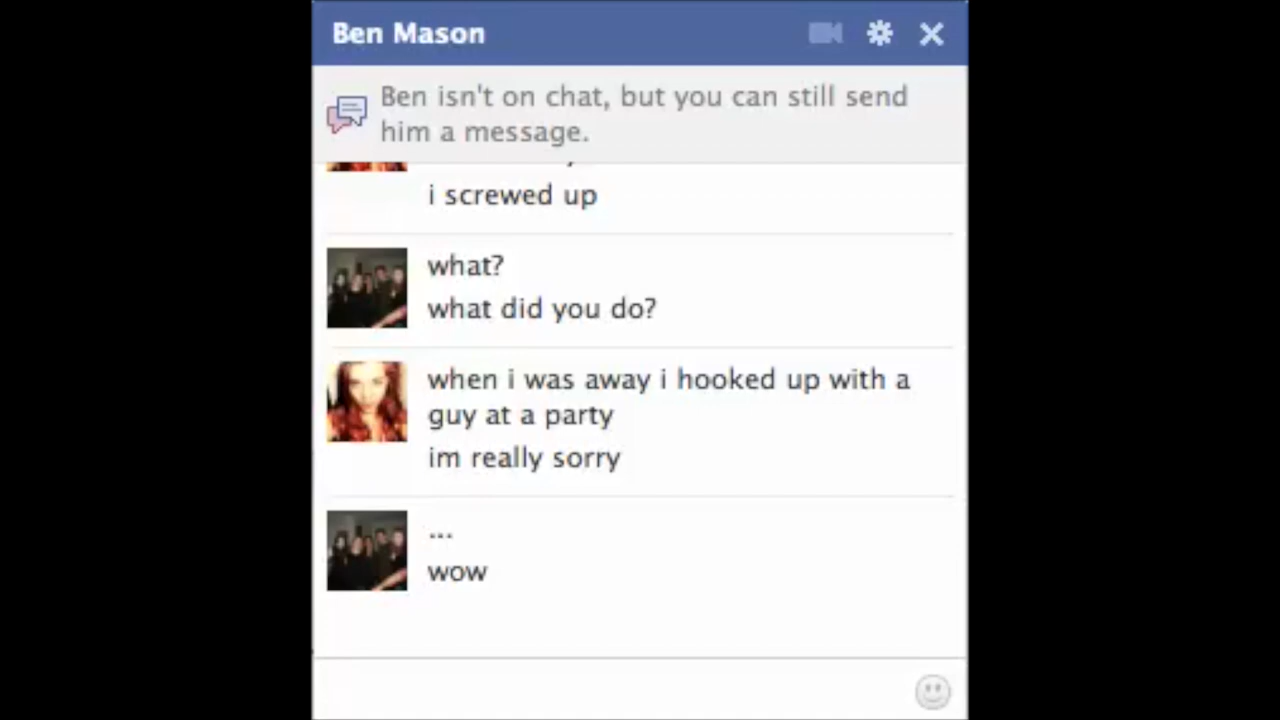 Ben Mason
Ben isn't on chat, but you can still send
him a message.
i screwed up
what?
what did you do?
when i was away i hooked up with a
guy at a party
im really sorry
...
wow